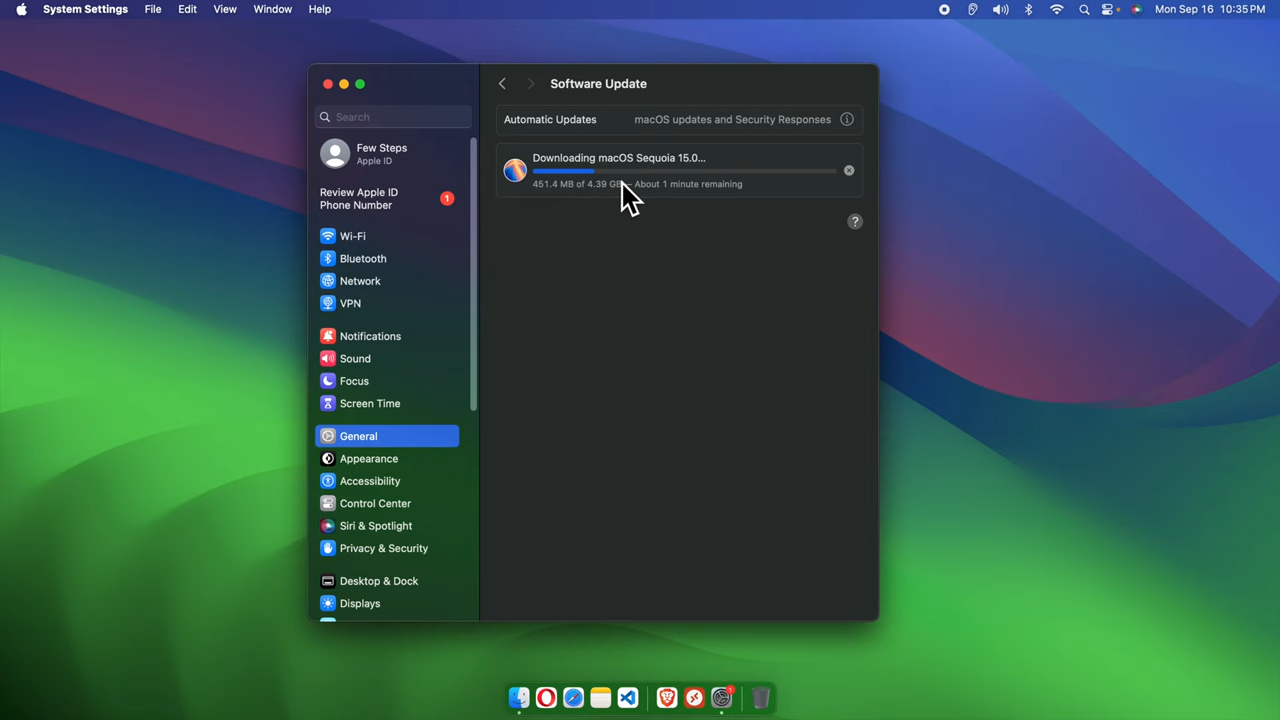 System Settings File Edit View Window Help Mon Sep 16 10:35 PM
Software Update
Search
Automatic Updates macOS updates and Security Responses
Few Steps
Apple ID
Downloading macOS Sequoia 15.0...
451.4 MB of 4.39 GB — About 1 minute remaining
?
Review Apple ID
Phone Number
1
Wi-Fi
Bluetooth
Network
VPN
Notifications
Sound
Focus
Screen Time
General
Appearance
Accessibility
Control Center
Siri & Spotlight
Privacy & Security
Desktop & Dock
Displays
1